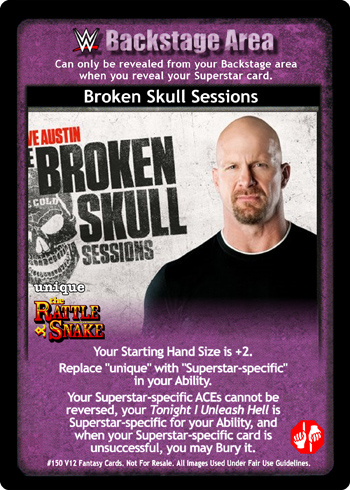 W Backstage Area
Can only be revealed from your Backstage area
when you reveal your Superstar card.
Broken Skull Sessions
VE AUSTIN
E
BROKEN
E COLD
SKULL
SESSIONS
unique
the
RATTLE
SNAKE
Your Starting Hand Size is +2.
Replace "unique" with "Superstar-specific"
in your Ability.
Your Superstar-specific ACEs cannot be
reversed, your Tonight I Unleash Hell is
Superstar-specific for your Ability, and
when your Superstar-specific card is
unsuccessful, you may Bury it.
#150 V12 Fantasy Cards. Not For Resale. All Images Used Under Fair Use Guidelines.